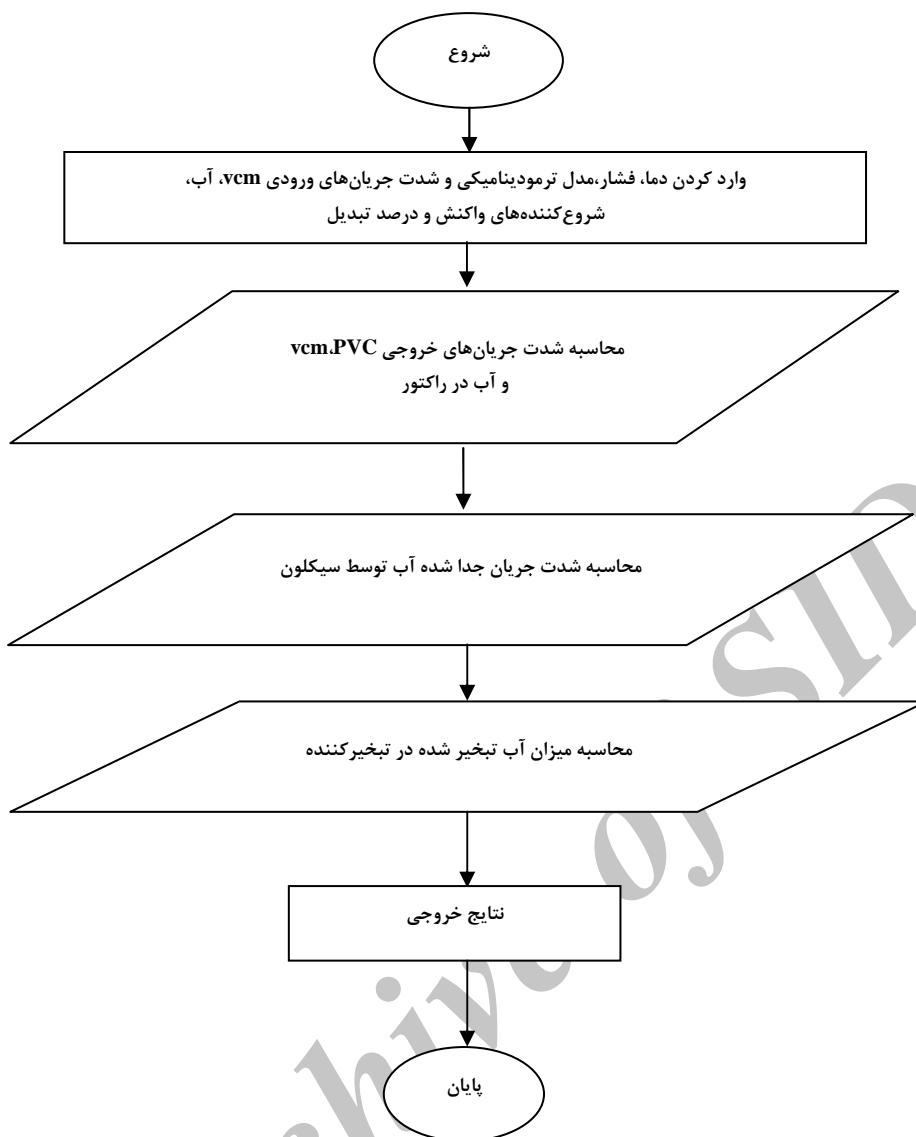 شروع
وارد کردن دما، فشار،مدل ترمودینامیکی و شدت جریان‌های ورودی vcm، آب،
شروع‌کننده‌های واکنش و درصد تبدیل
محاسبه شدت جریان‌های خروجی vcm،PVC
و آب در راکتور
محاسبه شدت جریان جدا شده آب توسط سیکلون
محاسبه میزان آب تبخیر شده در تبخیرکننده
نتایج خروجی
پایان
of SID